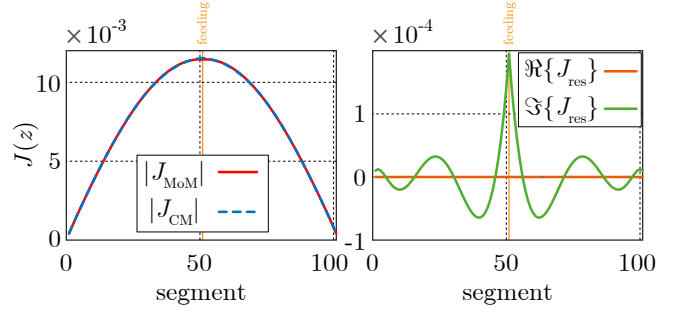 × 10⁻³
feeding
10
5
0
J(z)
|J_MoM|
|J_CM|
0
50
100
segment
× 10⁻⁴
feeding
1
0
-1
ℜ{J_res}
ℑ{J_res}
0
50
100
segment